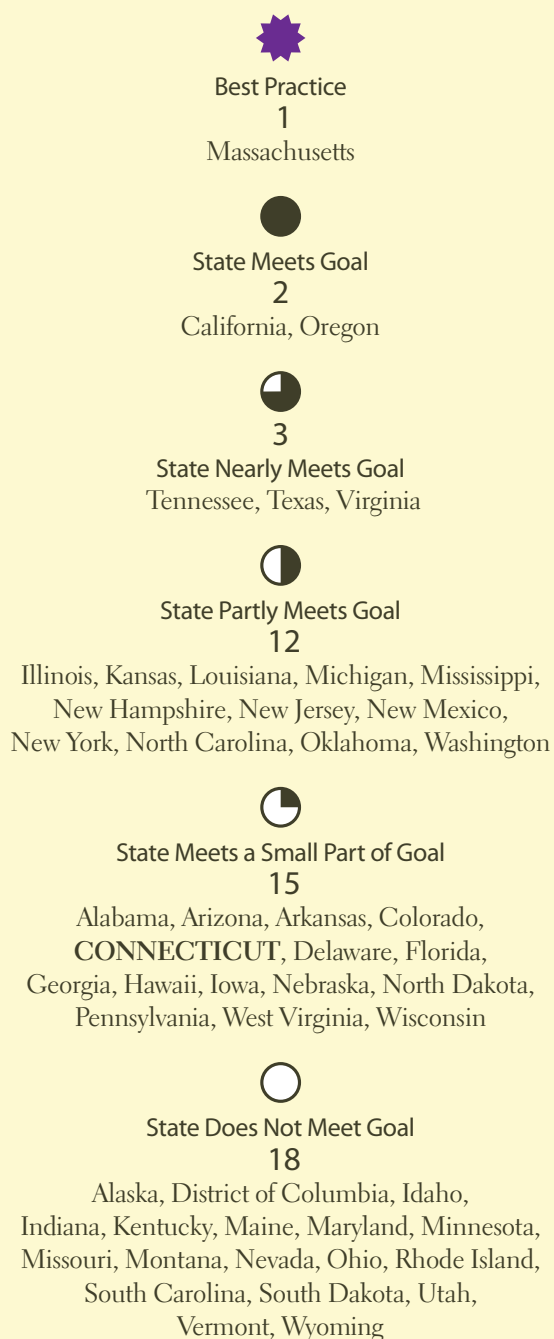 Best Practice
1
Massachusetts
State Meets Goal
2
California, Oregon
3
State Nearly Meets Goal
Tennessee, Texas, Virginia
State Partly Meets Goal
12
Illinois, Kansas, Louisiana, Michigan, Mississippi,
New Hampshire, New Jersey, New Mexico,
New York, North Carolina, Oklahoma, Washington
State Meets a Small Part of Goal
15
Alabama, Arizona, Arkansas, Colorado,
CONNECTICUT, Delaware, Florida,
Georgia, Hawaii, Iowa, Nebraska, North Dakota,
Pennsylvania, West Virginia, Wisconsin
State Does Not Meet Goal
18
Alaska, District of Columbia, Idaho,
Indiana, Kentucky, Maine, Maryland, Minnesota,
Missouri, Montana, Nevada, Ohio, Rhode Island,
South Carolina, South Dakota, Utah,
Vermont, Wyoming